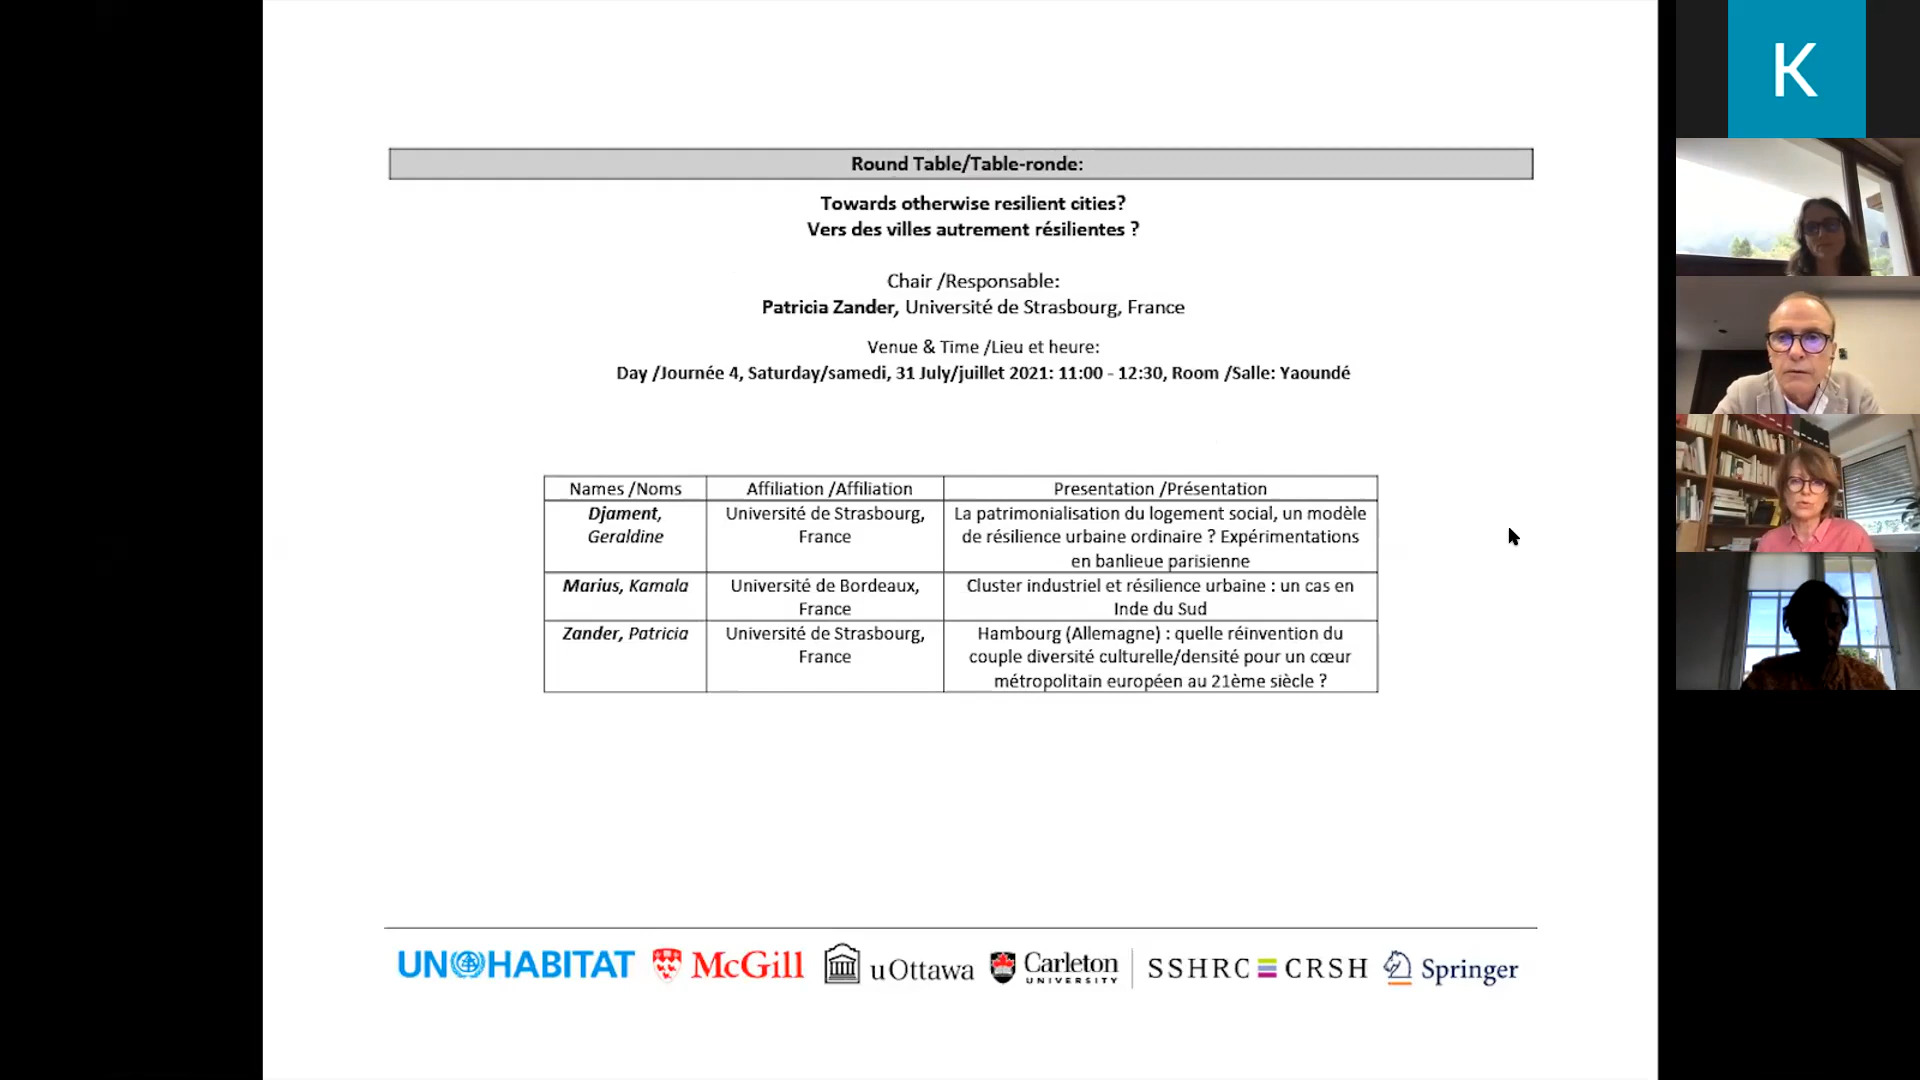 Round Table/Table-ronde:
Towards otherwise resilient cities?
Vers des villes autrement résilientes ?
Chair /Responsable:
Patricia Zander, Université de Strasbourg, France
Venue & Time /Lieu et heure:
Day /Journée 4, Saturday/samedi, 31 July/juillet 2021: 11:00 - 12:30, Room /Salle: Yaoundé
Names /Noms
Affiliation /Affiliation
Presentation /Présentation
Djament,
Geraldine
Université de Strasbourg,
France
La patrimonialisation du logement social, un modèle
de résilience urbaine ordinaire ? Expérimentations
en banlieue parisienne
Marius, Kamala
Université de Bordeaux,
France
Cluster industriel et résilience urbaine : un cas en
Inde du Sud
Zander, Patricia
Université de Strasbourg,
France
Hambourg (Allemagne) : quelle réinvention du
couple diversité culturelle/densité pour un cœur
métropolitain européen au 21ème siècle ?
UN HABITAT
McGill
uOttawa
Carleton
UNIVERSITY
SSHRC CRSH
Springer
K